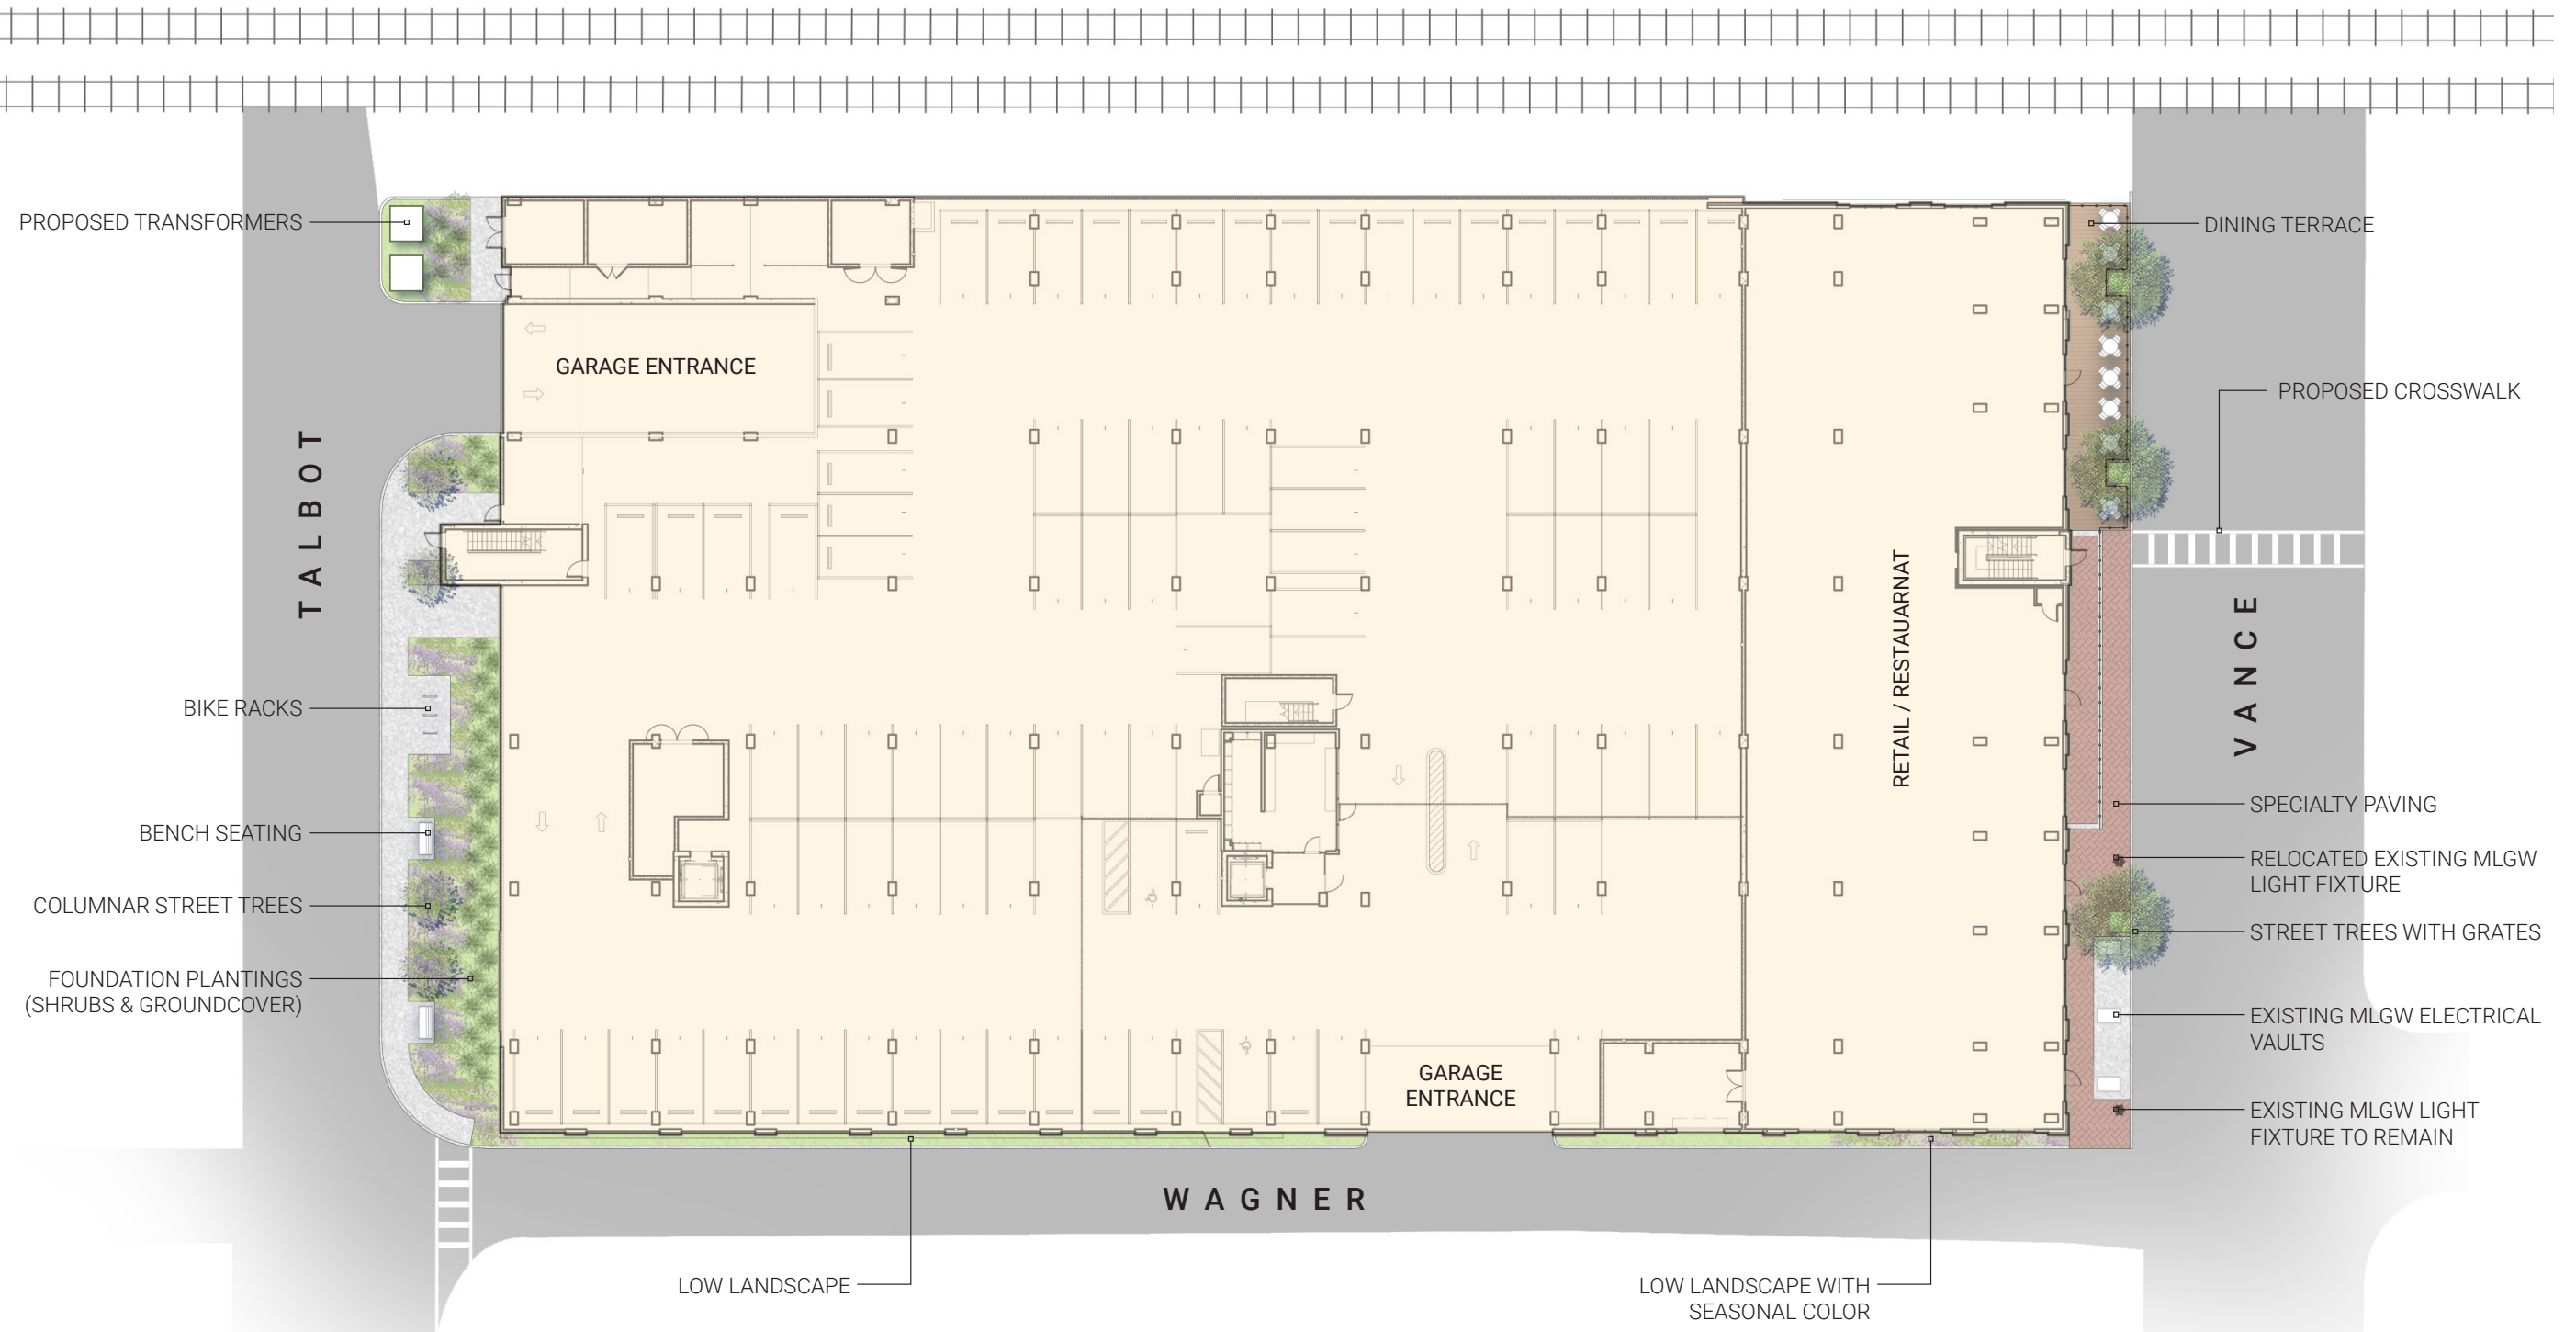 PROPOSED TRANSFORMERS
DINING TERRACE
GARAGE ENTRANCE
PROPOSED CROSSWALK
TALBOT
RETAIL / RESTAUARNAT
VANCE
BIKE RACKS
SPECIALTY PAVING
BENCH SEATING
RELOCATED EXISTING MLGW
LIGHT FIXTURE
COLUMNAR STREET TREES
STREET TREES WITH GRATES
FOUNDATION PLANTINGS
(SHRUBS & GROUNDCOVER)
EXISTING MLGW ELECTRICAL
VAULTS
GARAGE
ENTRANCE
EXISTING MLGW LIGHT
FIXTURE TO REMAIN
WAGNER
LOW LANDSCAPE
LOW LANDSCAPE WITH
SEASONAL COLOR